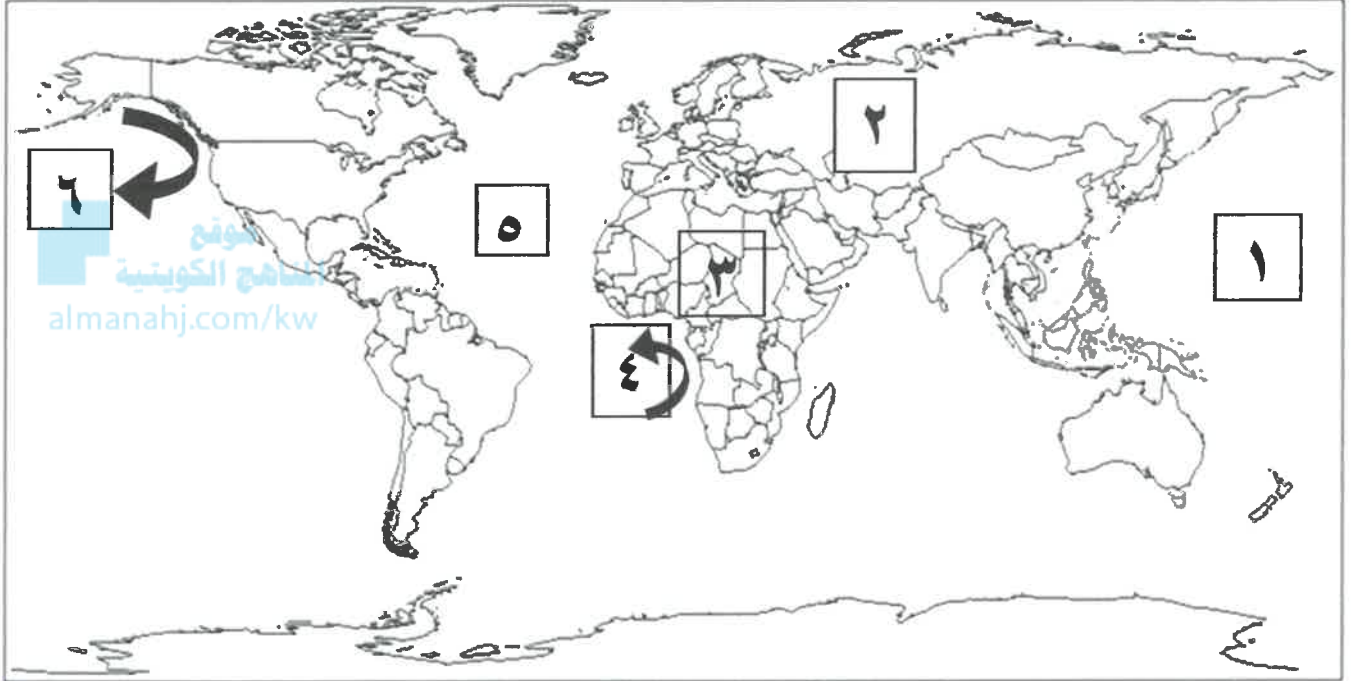 ٢
٦
٥
١
موقع
المناهج الكويتية
٣
almanahj.com/kw
٤